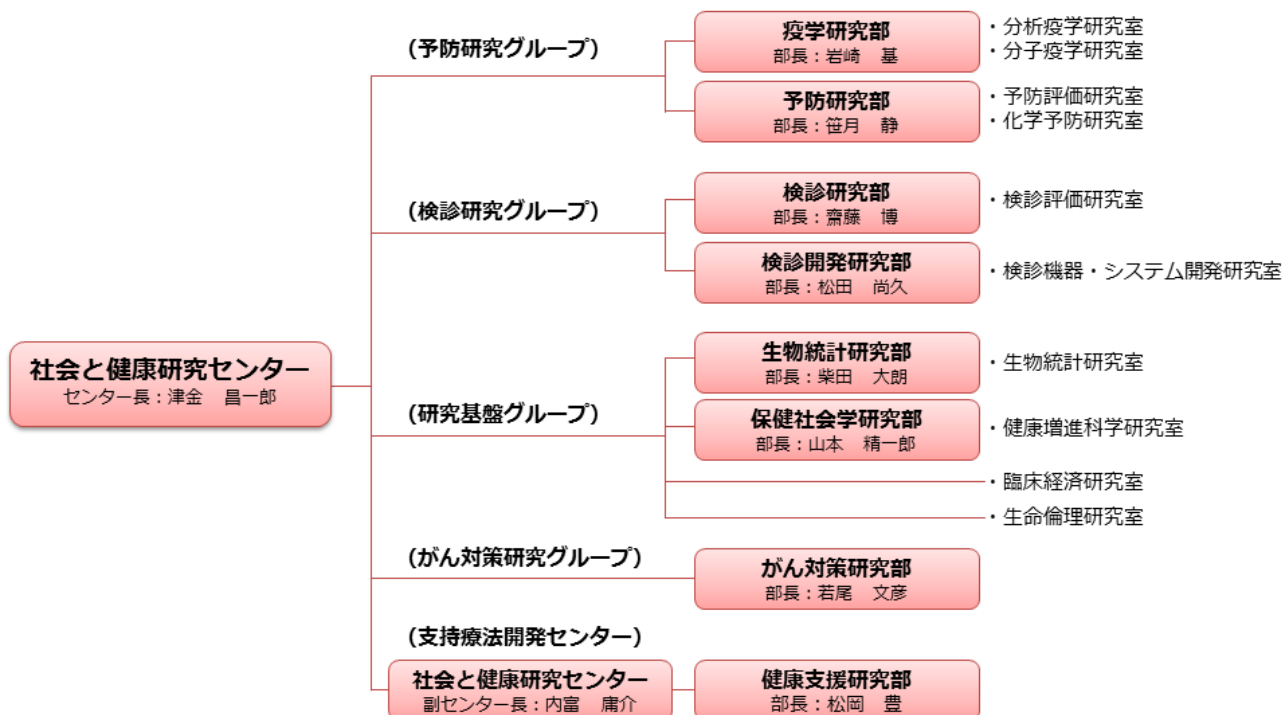 (予防研究グループ)
疫学研究部
部長：岩崎　基
・分析疫学研究室
・分子疫学研究室
予防研究部
部長：笹月　静
・予防評価研究室
・化学予防研究室
(検診研究グループ)
検診研究部
部長：齋藤　博
・検診評価研究室
検診開発研究部
部長：松田　尚久
・検診機器・システム開発研究室
社会と健康研究センター
センター長：津金　昌一郎
(研究基盤グループ)
生物統計研究部
部長：柴田　大朗
・生物統計研究室
保健社会学研究部
部長：山本　精一郎
・健康増進科学研究室
・臨床経済研究室
・生命倫理研究室
(がん対策研究グループ)
がん対策研究部
部長：若尾　文彦
(支持療法開発センター)
社会と健康研究センター
副センター長：内富　庸介
健康支援研究部
部長：松岡　豊